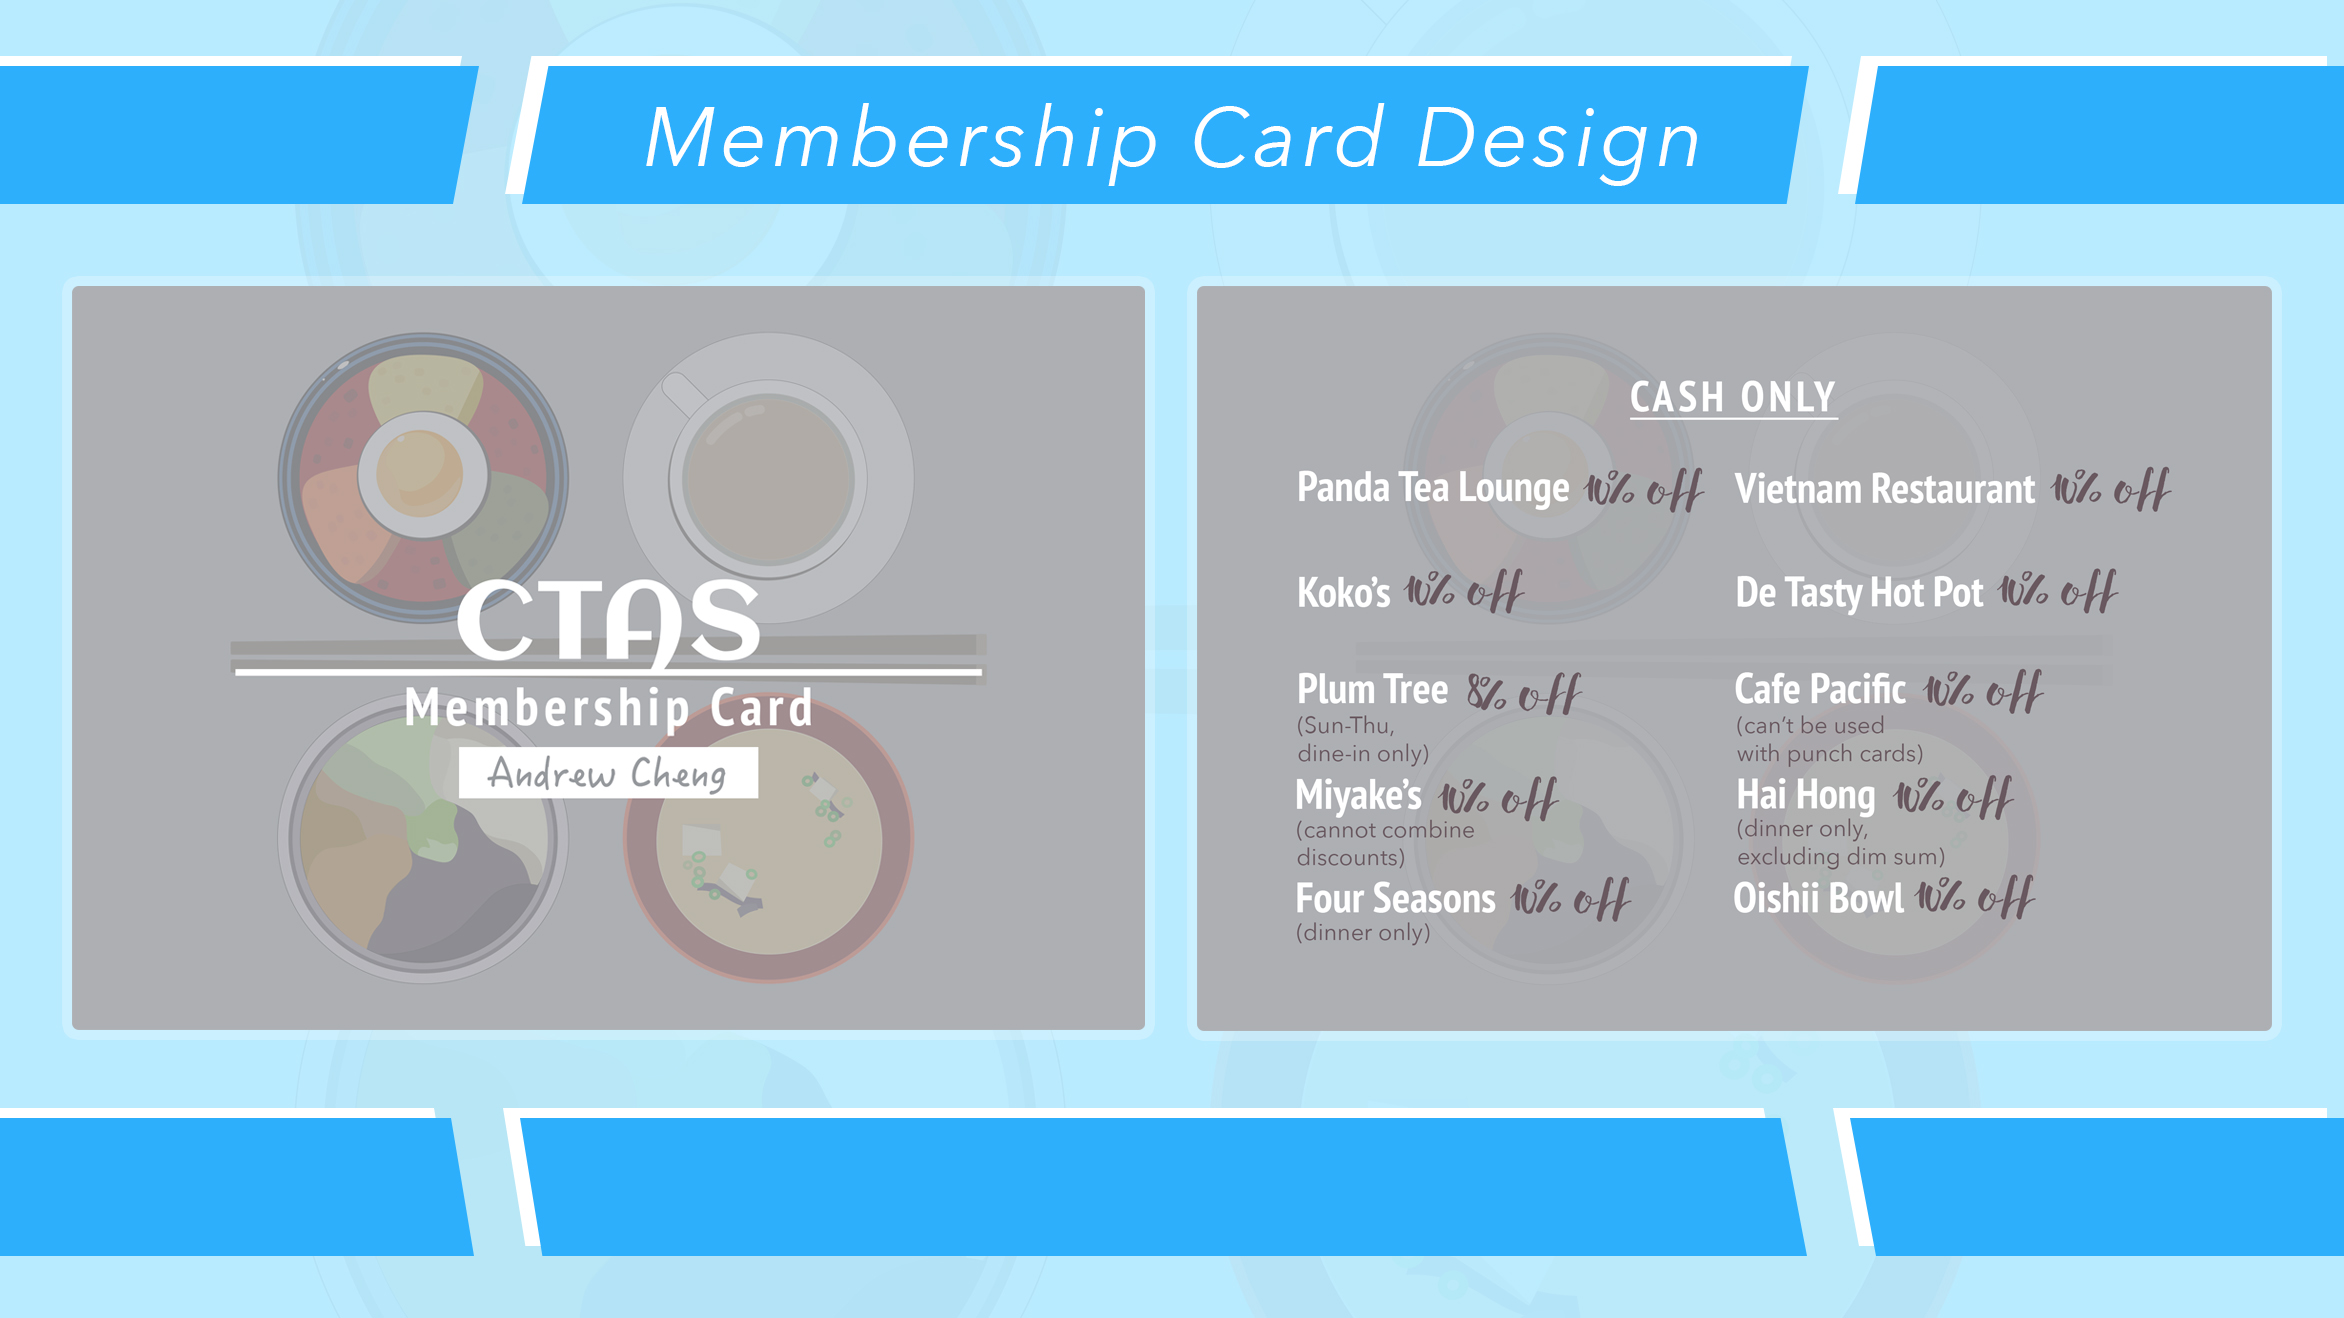 Membership Card Design
CTAS
Membership Card
Andrew Cheng
CASH ONLY
Panda Tea Lounge 10% off
Vietnam Restaurant 10% off
Koko's 10% off
De Tasty Hot Pot 10% off
Plum Tree 8% off
(Sun-Thu,
dine-in only)
Cafe Pacific 10% off
(can't be used
with punch cards)
Miyake's 10% off
(cannot combine
discounts)
Hai Hong 10% off
(dinner only,
excluding dim sum)
Four Seasons 10% off
(dinner only)
Oishii Bowl 10% off